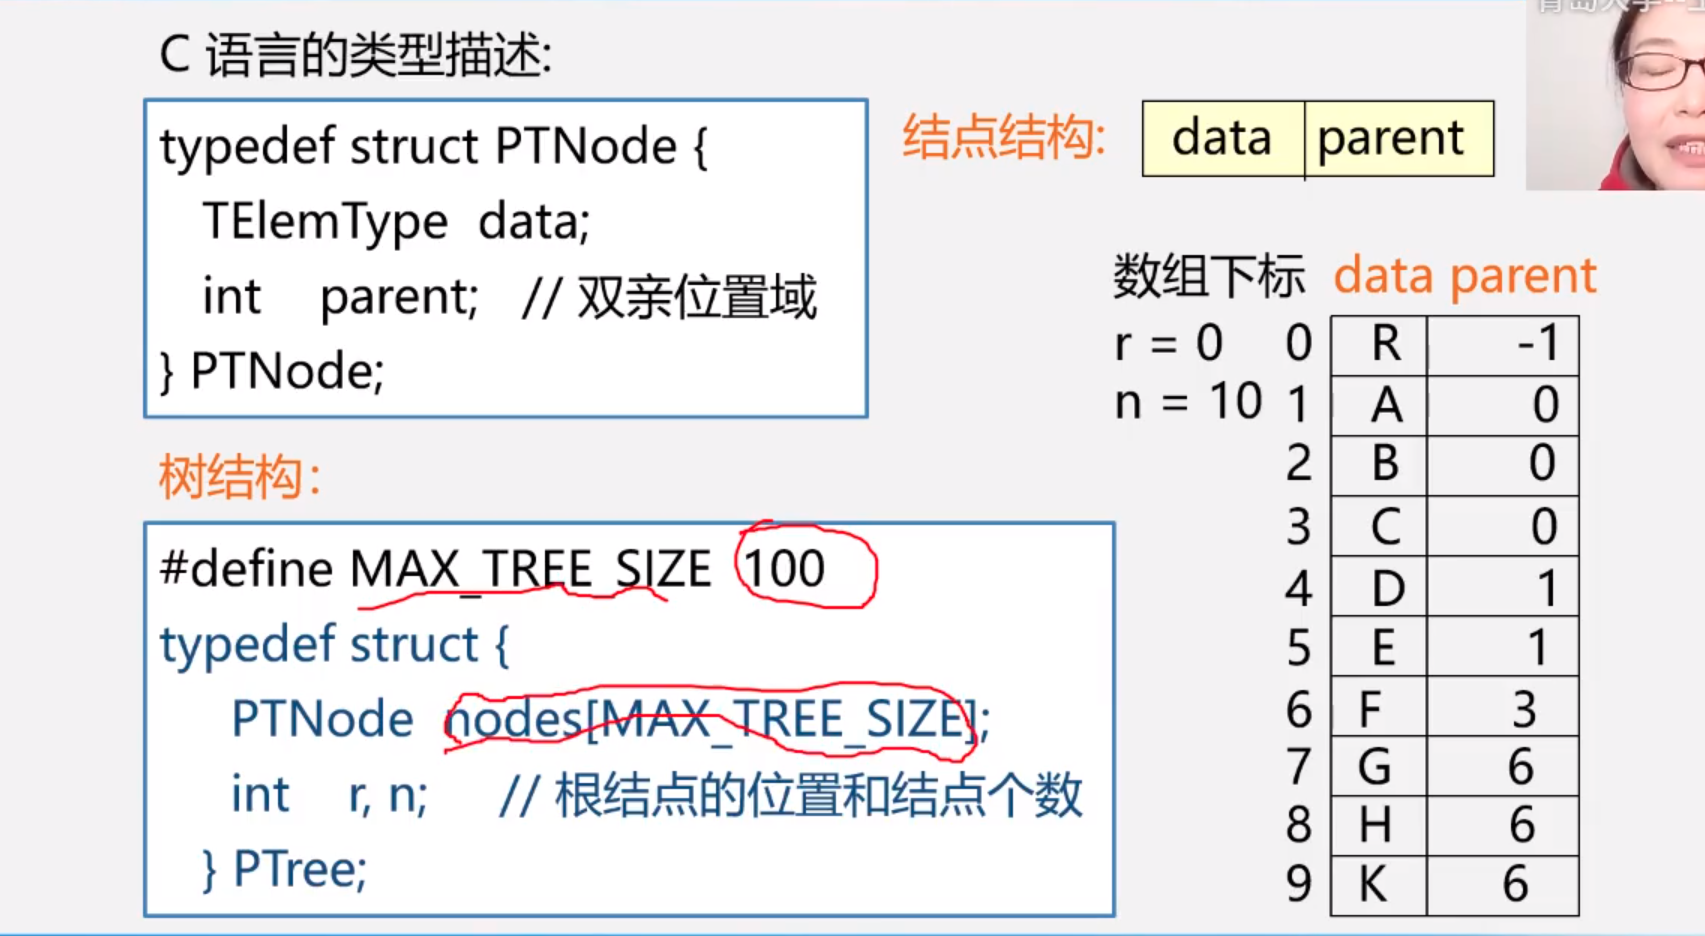 C 语言的类型描述:
typedef struct PTNode {
TElemType data;
int parent; // 双亲位置域
} PTNode;
结点结构: data parent
树结构：
#define MAX_TREE_SIZE 100
typedef struct {
PTNode nodes[MAX_TREE_SIZE];
int r, n; // 根结点的位置和结点个数
} PTree;
数组下标 data parent
r = 0 0 R -1
n = 10 1 A 0
2 B 0
3 C 0
4 D 1
5 E 1
6 F 3
7 G 6
8 H 6
9 K 6